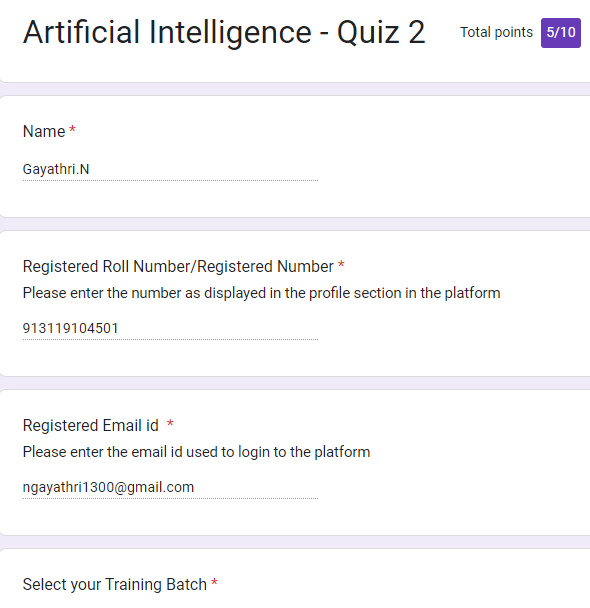 Artificial Intelligence - Quiz 2
Total points 5/10
Name *
Gayathri.N
Registered Roll Number/Registered Number *
Please enter the number as displayed in the profile section in the platform
913119104501
Registered Email id *
Please enter the email id used to login to the platform
ngayathri1300@gmail.com
Select your Training Batch *